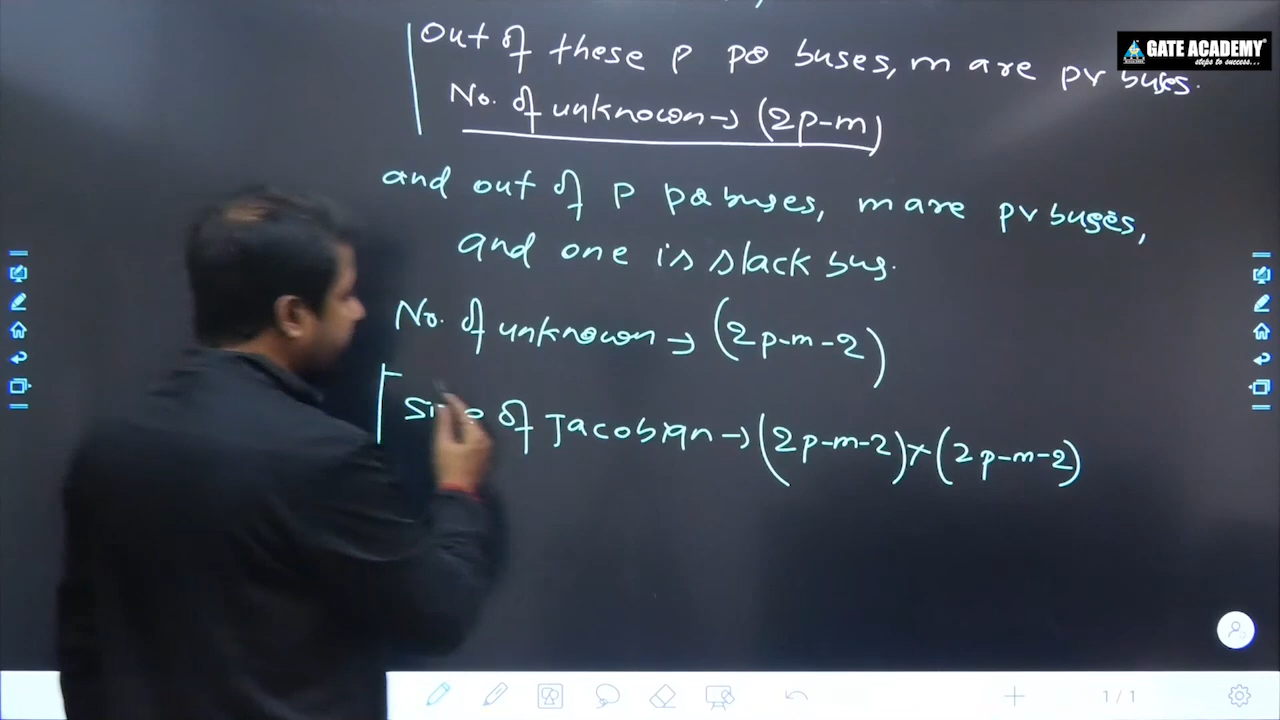 GATE ACADEMY
steps to success...
out of these P PQ buses, m are PV buses.
No. of unknown → (2P-m)
and out of P PQ buses, m are PV buses,
and one is slack bus.
No. of unknown → (2P-m-2)
of Jacobian → (2P-m-2)×(2P-m-2)
1/1